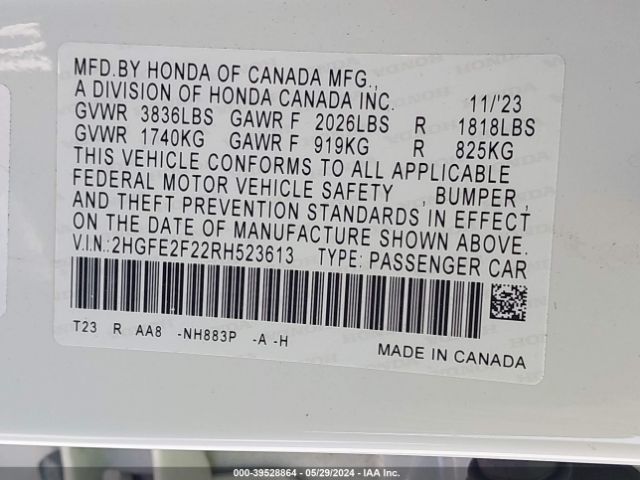 MFD.BY HONDA OF CANADA MFG.,
A DIVISION OF HONDA CANADA INC. 11/'23
GVWR 3836LBS GAWR F 2026LBS R 1818LBS
GVWR 1740KG GAWR F 919KG R 825KG
THIS VEHICLE CONFORMS TO ALL APPLICABLE
FEDERAL MOTOR VEHICLE SAFETY , BUMPER ,
AND THEFT PREVENTION STANDARDS IN EFFECT
ON THE DATE OF MANUFACTURE SHOWN ABOVE.
V.I.N.:2HGFE2F22RH523613 TYPE: PASSENGER CAR
T23 R AA8 -NH883P -A -H
MADE IN CANADA
000-39528864 - 05/29/2024 - IAA Inc.